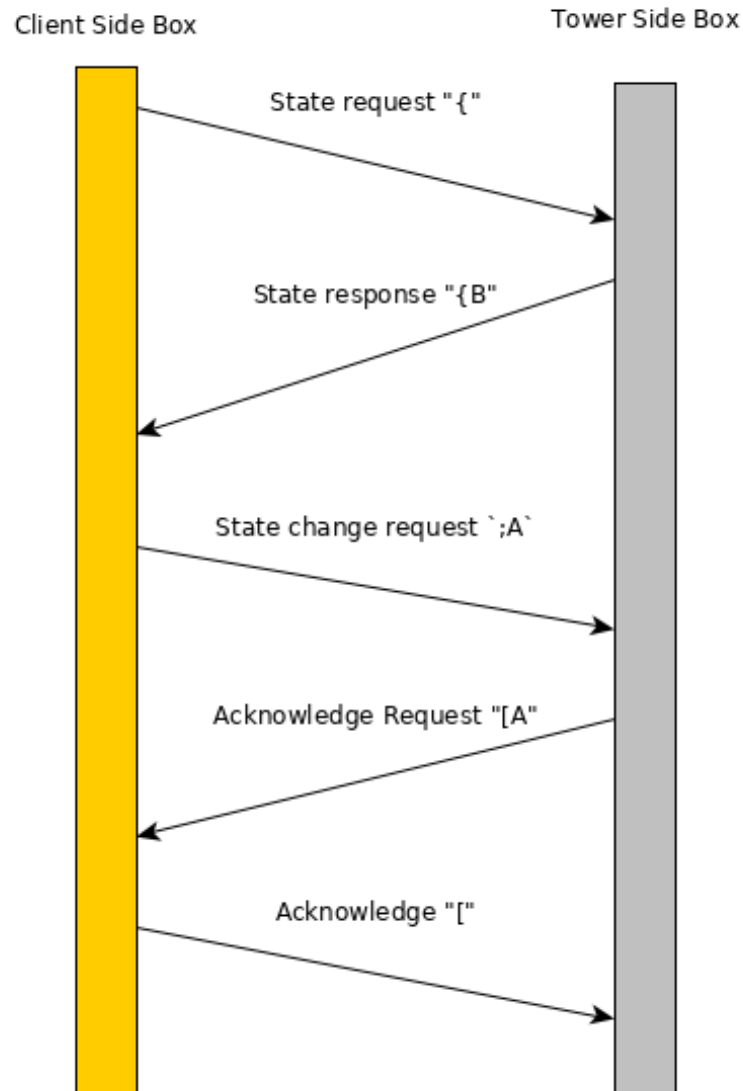 Client Side Box
Tower Side Box
State request "{"
State response "{B"
State change request `;A`
Acknowledge Request "[A"
Acknowledge "["